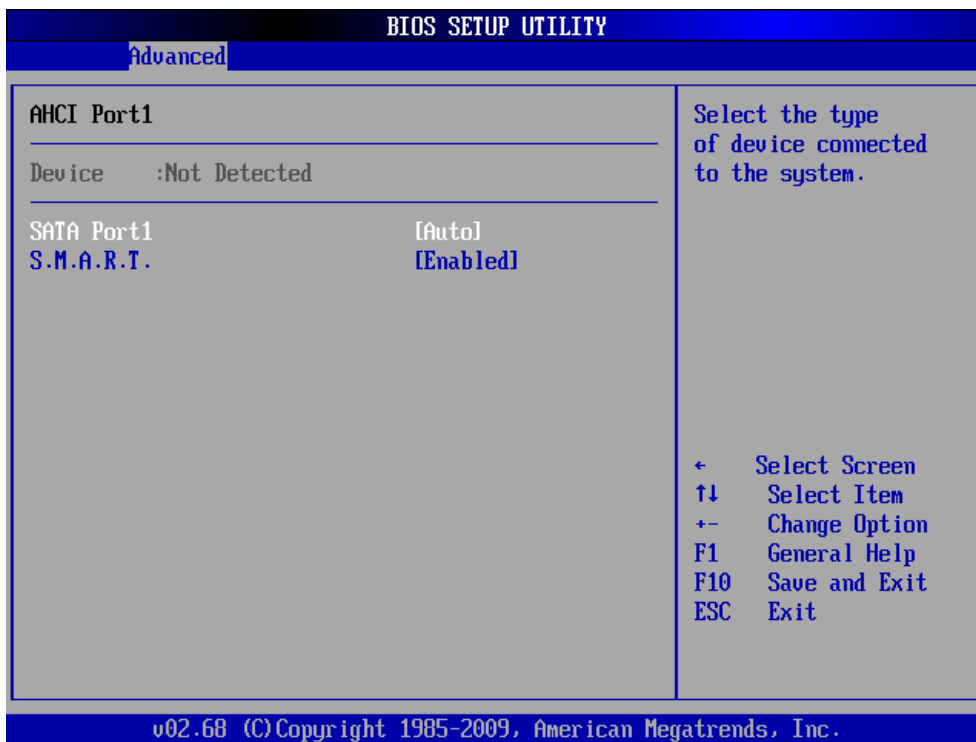 BIOS SETUP UTILITY
Advanced
AHCI Port1
Device :Not Detected
SATA Port1 [Auto]
S.M.A.R.T. [Enabled]
Select the type
of device connected
to the system.
← Select Screen
↑↓ Select Item
+- Change Option
F1 General Help
F10 Save and Exit
ESC Exit
v02.68 (C)Copyright 1985-2009, American Megatrends, Inc.